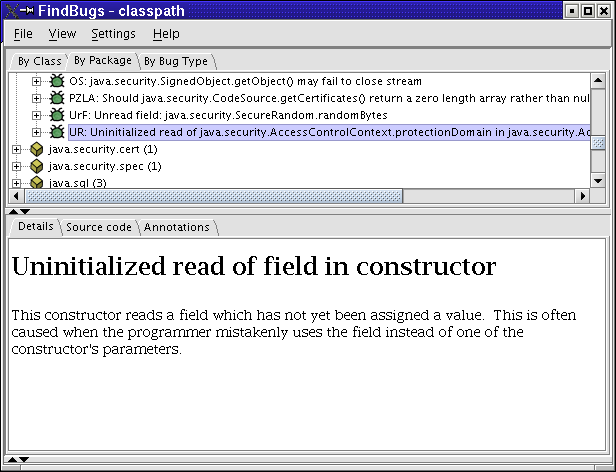 FindBugs - classpath
File View Settings Help
By Class By Package By Bug Type
OS: java.security.SignedObject.getObject() may fail to close stream
PZLA: Should java.security.CodeSource.getCertificates() return a zero length array rather than nul
UrF: Unread field: java.security.SecureRandom.randomBytes
UR: Uninitialized read of java.security.AccessControlContext.protectionDomain in java.security.Ac
java.security.cert (1)
java.security.spec (1)
java.sql (3)
Details Source code Annotations
Uninitialized read of field in constructor
This constructor reads a field which has not yet been assigned a value. This is often
caused when the programmer mistakenly uses the field instead of one of the
constructor's parameters.